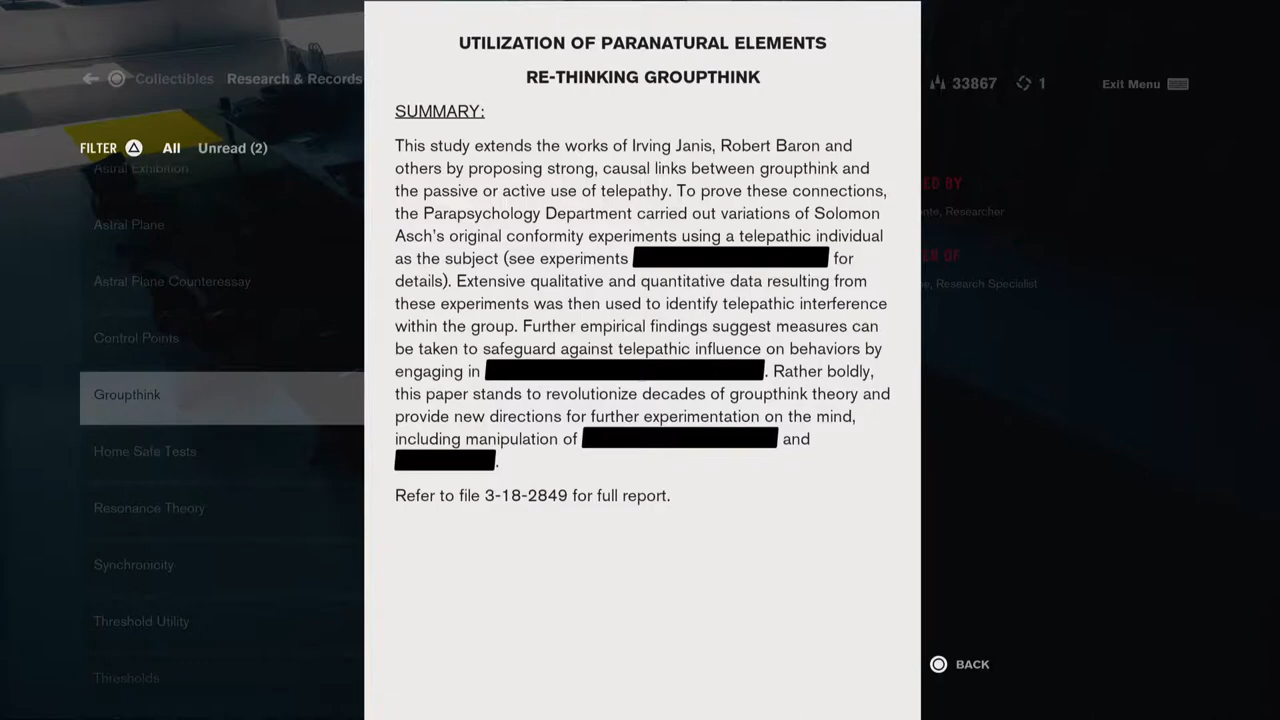 UTILIZATION OF PARANATURAL ELEMENTS
RE-THINKING GROUPTHINK
Collectibles Research & Records
33867 1 Exit Menu
SUMMARY:
FILTER All Unread (2)
This study extends the works of Irving Janis, Robert Baron and
others by proposing strong, causal links between groupthink and
the passive or active use of telepathy. To prove these connections,
the Parapsychology Department carried out variations of Solomon
Asch's original conformity experiments using a telepathic individual
as the subject (see experiments for
details). Extensive qualitative and quantitative data resulting from
these experiments was then used to identify telepathic interference
within the group. Further empirical findings suggest measures can
be taken to safeguard against telepathic influence on behaviors by
engaging in . Rather boldly,
this paper stands to revolutionize decades of groupthink theory and
provide new directions for further experimentation on the mind,
including manipulation of and
.
Refer to file 3-18-2849 for full report.
Astral Exhibition
Astral Plane
Astral Plane Counteressay
Control Points
Groupthink
Home Safe Tests
Resonance Theory
Synchronicity
Threshold Utility
Thresholds
BY
, Researcher
OF
, Research Specialist
BACK